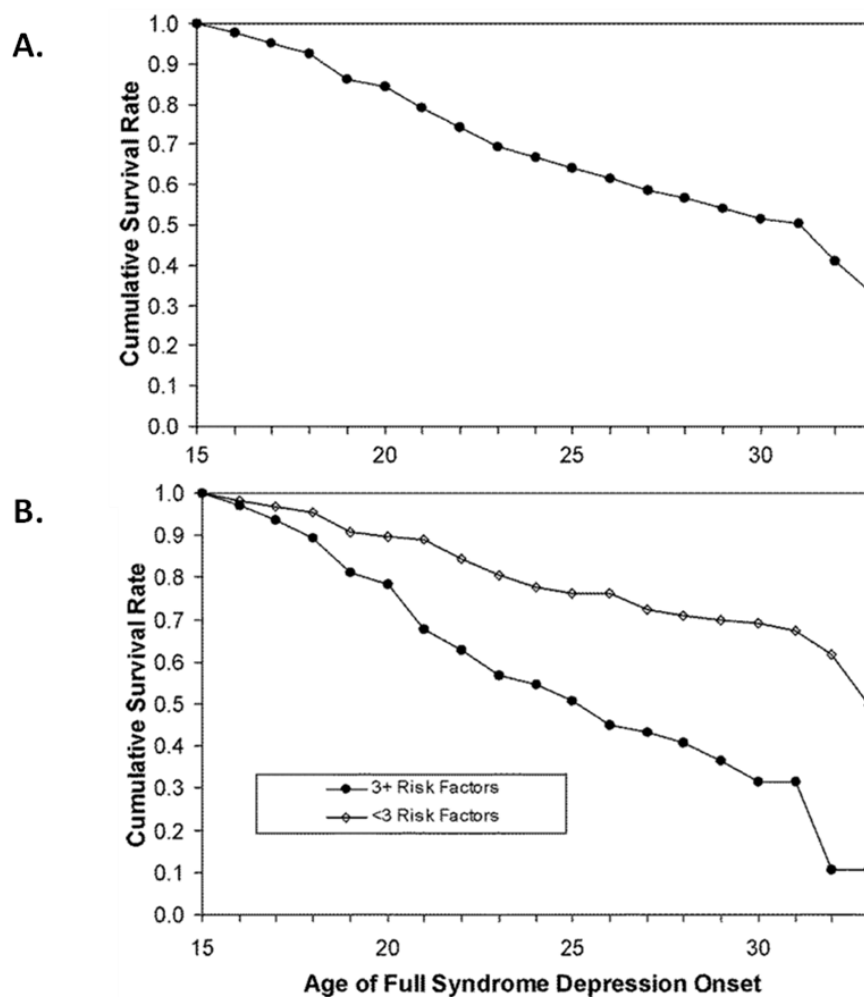 A.
Cumulative Survival Rate
1.0
0.9
0.8
0.7
0.6
0.5
0.4
0.3
0.2
0.1
0.0
15 20 25 30
B.
Cumulative Survival Rate
1.0
0.9
0.8
0.7
0.6
0.5
0.4
0.3
0.2
0.1
0.0
3+ Risk Factors
<3 Risk Factors
15 20 25 30
Age of Full Syndrome Depression Onset